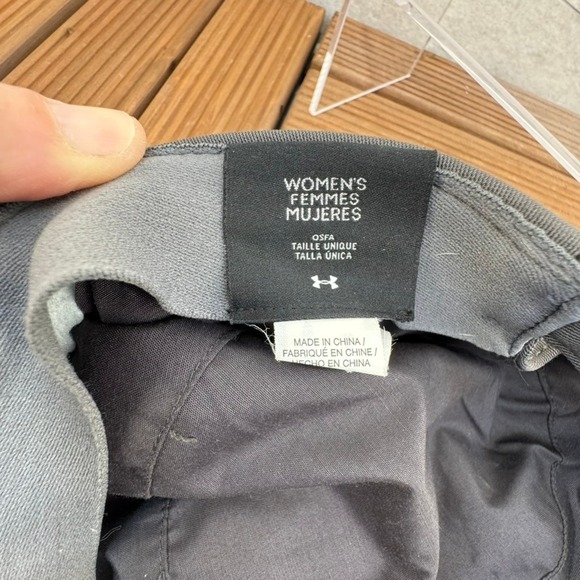 WOMEN'S
FEMMES
MUJERES
OSFA
TAILLE UNIQUE
TALLA ÚNICA
MADE IN CHINA /
FABRIQUÉ EN CHINE /
HECHO EN CHINA